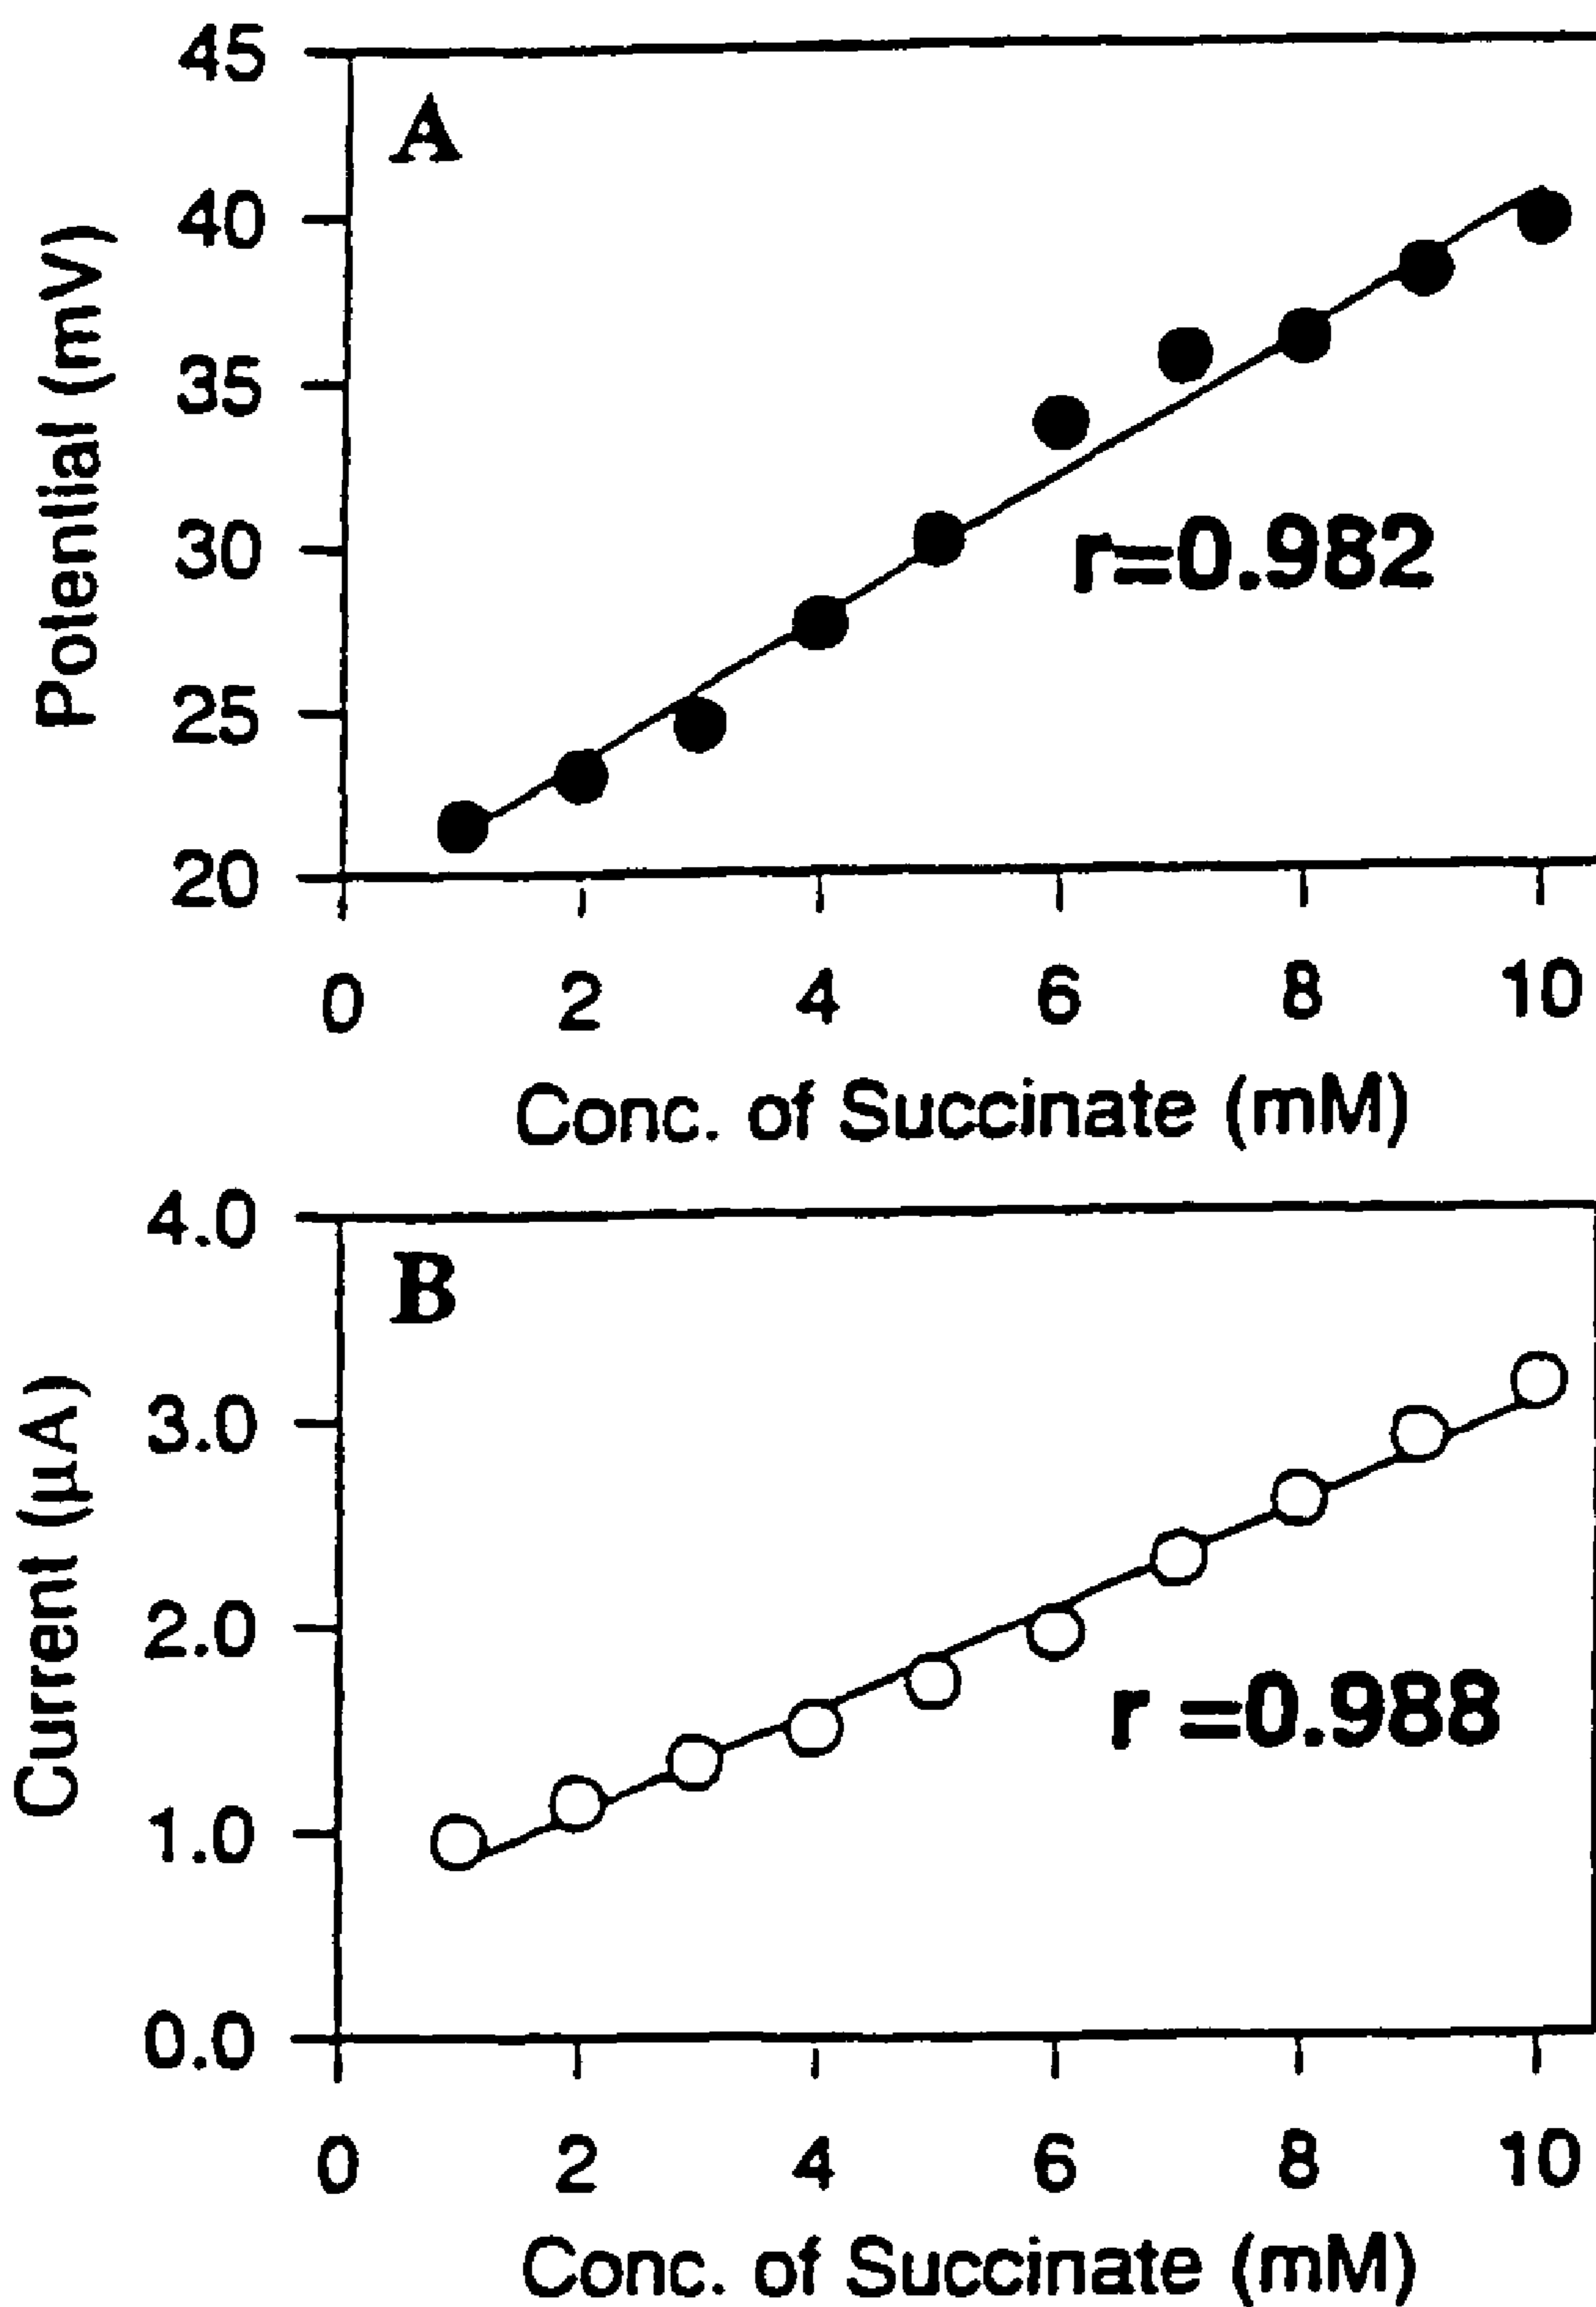 45
A
40
35
30
25
20
Potential (mV)
r=0.982
0 2 4 6 8 10
Conc. of Succinate (mM)
4.0
B
3.0
2.0
1.0
0.0
Current (µA)
r =0.988
0 2 4 6 8 10
Conc. of Succinate (mM)